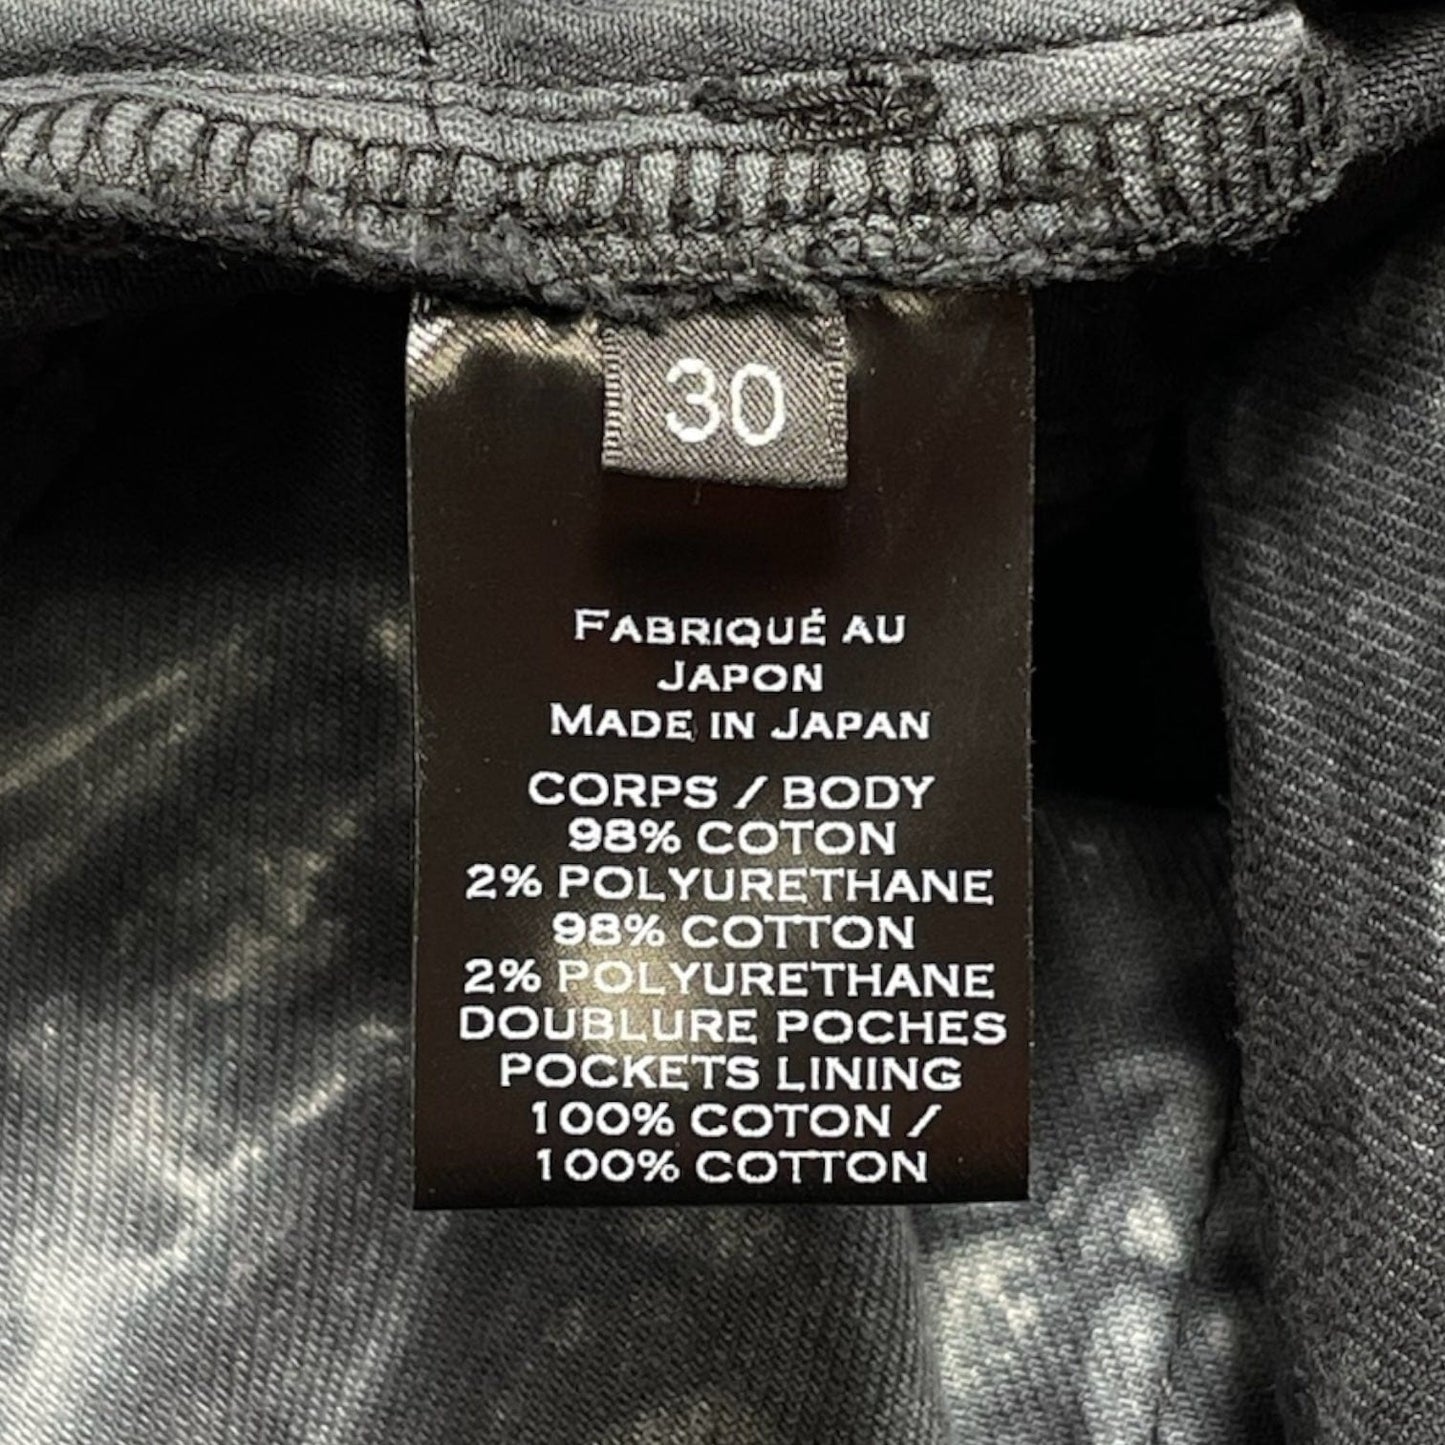 30
FABRIQUÉ AU
JAPON
MADE IN JAPAN
CORPS / BODY
98% COTON
2% POLYURETHANE
98% COTTON
2% POLYURETHANE
DOUBLURE POCHES
POCKETS LINING
100% COTON /
100% COTTON